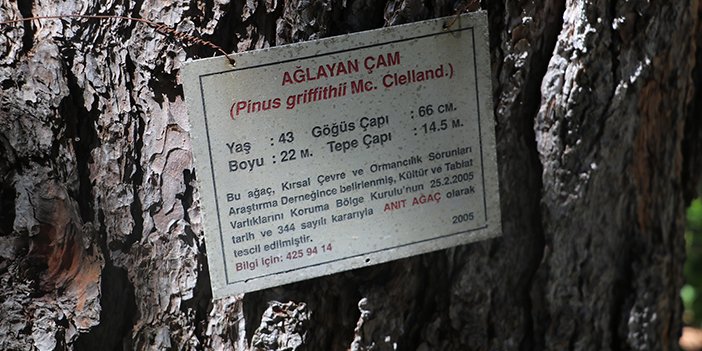 AĞLAYAN ÇAM
(Pinus griffithii Mc. Clelland.)
Yaş : 43 Göğüs Çapı : 66 CM.
Boyu : 22 M. Tepe Çapı : 14.5 M.
Bu ağaç, Kırsal Çevre ve Ormancılık Sorunları
Araştırma Derneğince belirlenmiş, Kültür ve Tabiat
Varlıklarını Koruma Bölge Kurulu'nun 25.2.2005
tarih ve 344 sayılı kararıyla ANIT AĞAÇ olarak
tescil edilmiştir. 2005
Bilgi için: 425 94 14